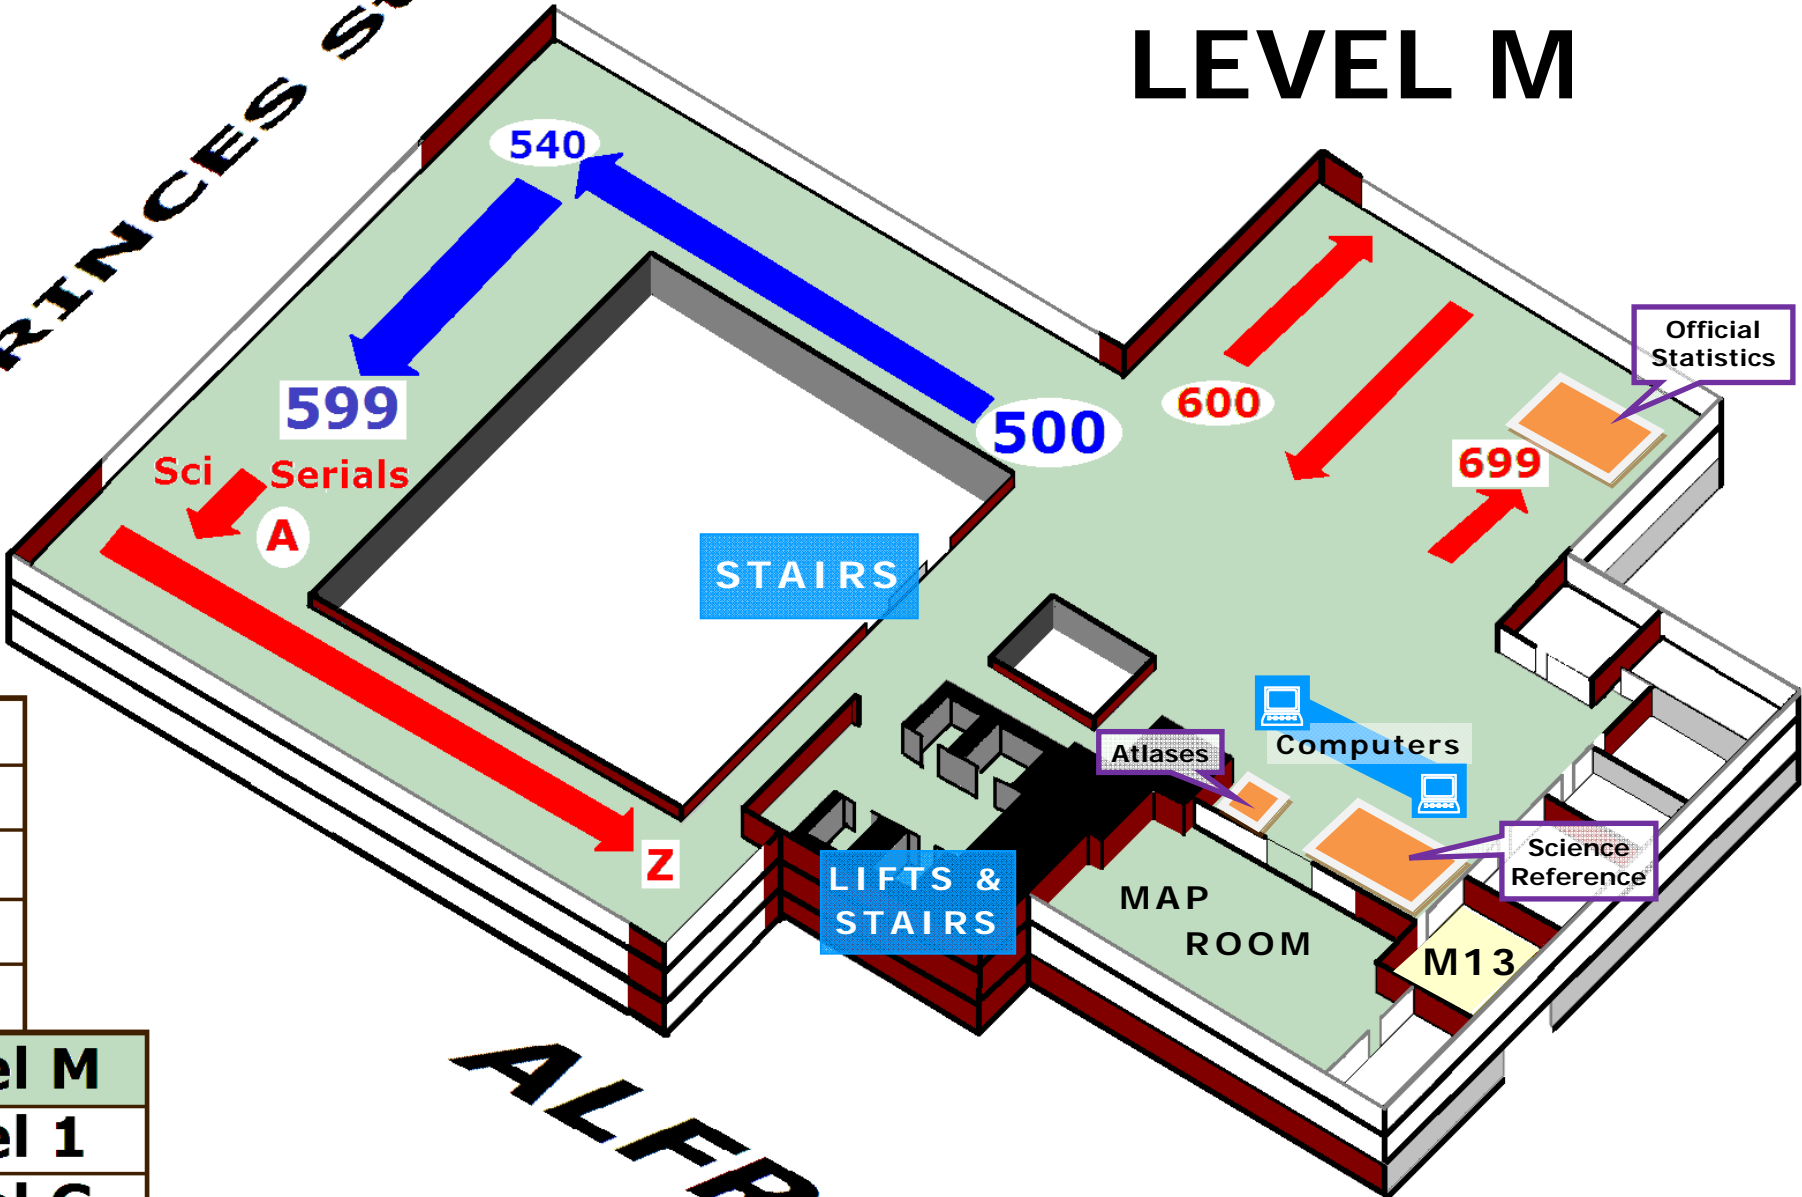 LEVEL M
RINCES S
540
599
500
600
699
Official
Statistics
Sci Serials
A
Z
STAIRS
Computers
Atlases
Science
Reference
LIFTS &
STAIRS
MAP
ROOM
M13
el M
el 1
ALFR